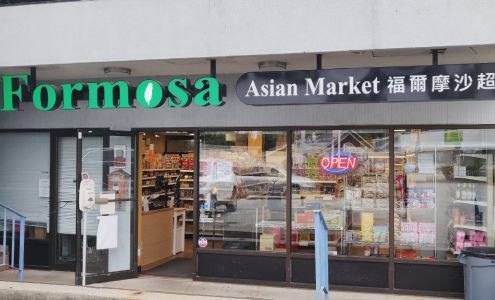 Formosa
Asian Market 福爾摩沙超
OPEN